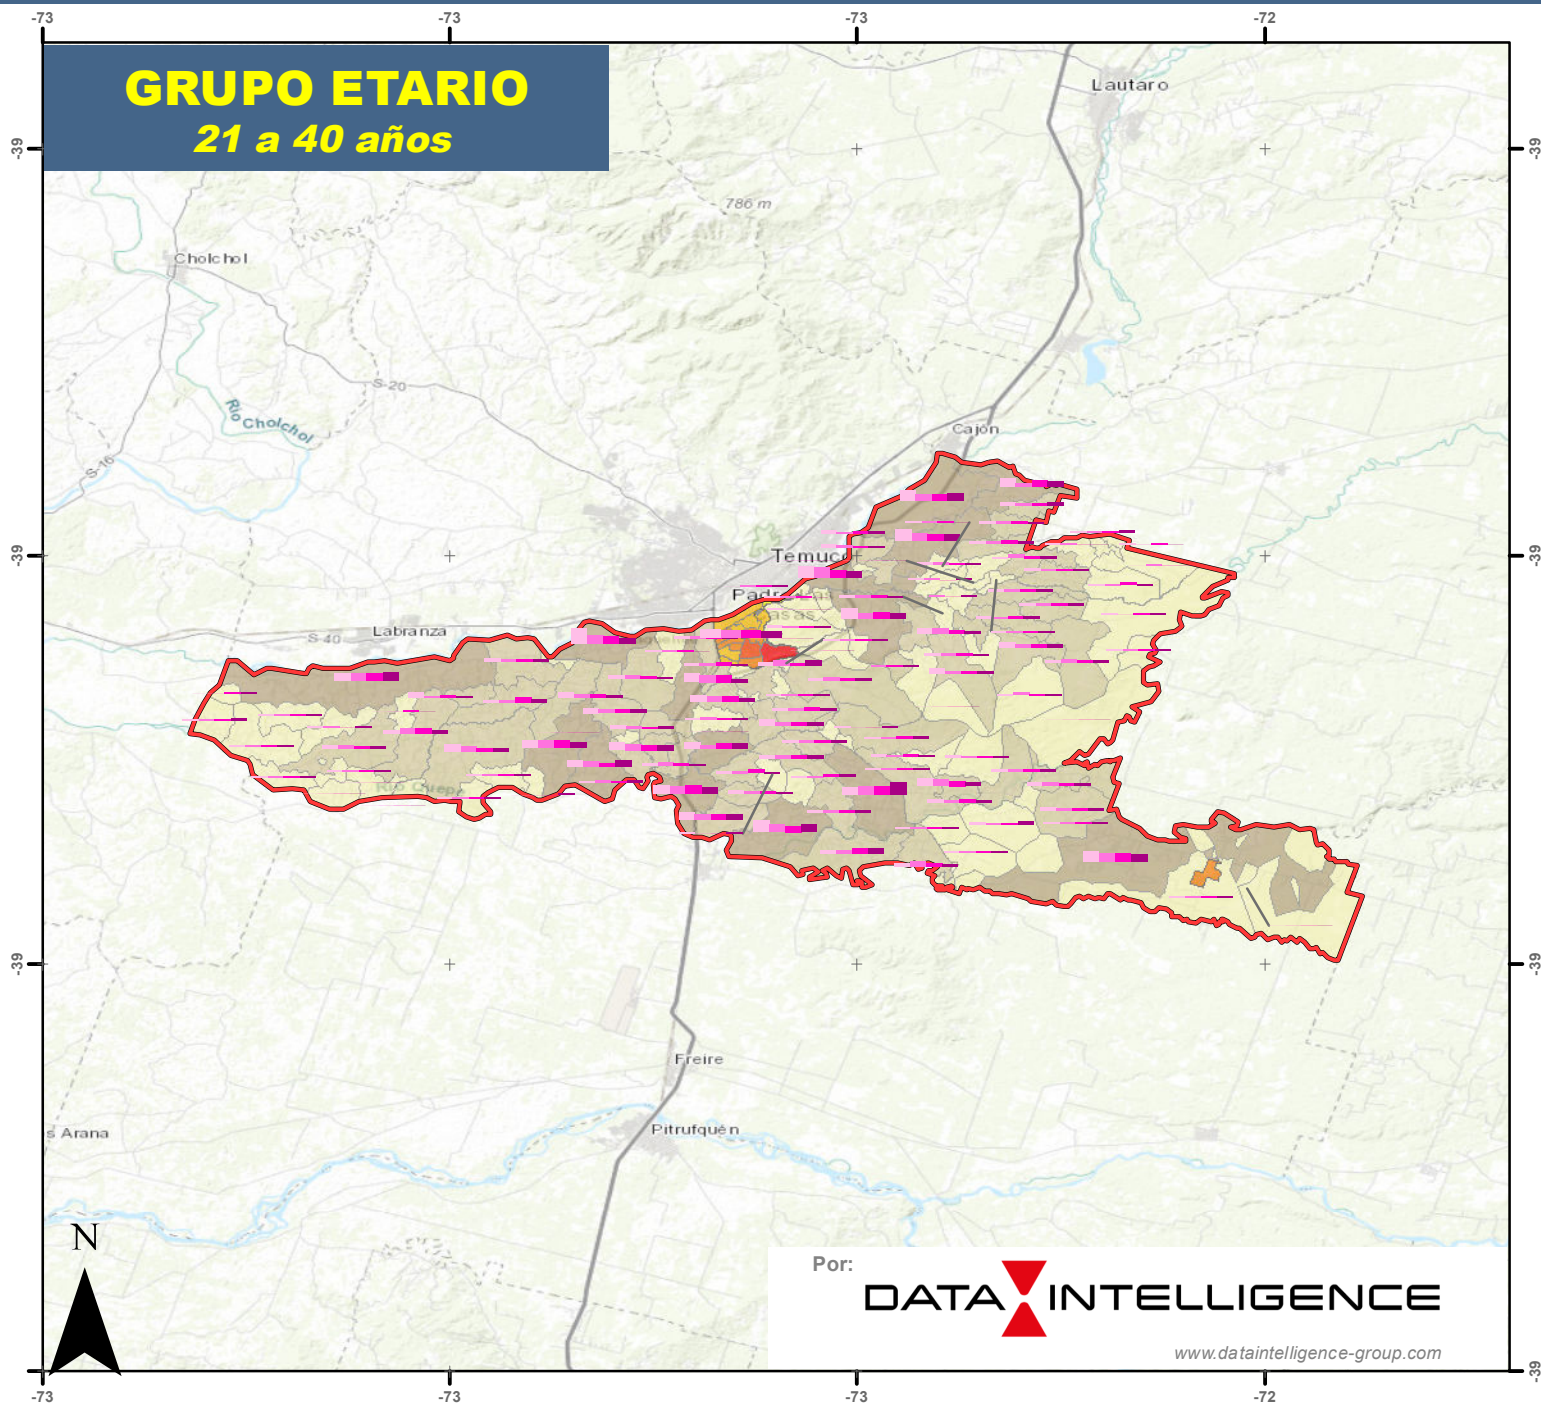 -73
-73
-73
-72
GRUPO ETARIO
21 a 40 años
Lautaro
-39
-39
786 m
Cholchol
S-20
Río Cholchol
Cajón
S-16
-39
-39
Temuco
Padre Las
Casas
Labranza
S 40
Río Quepe
-39
-39
Freire
s Arana
Pitrufquén
N
Por:
DATA INTELLIGENCE
www.dataintelligence-group.com
-39
-73
-73
-73
-72